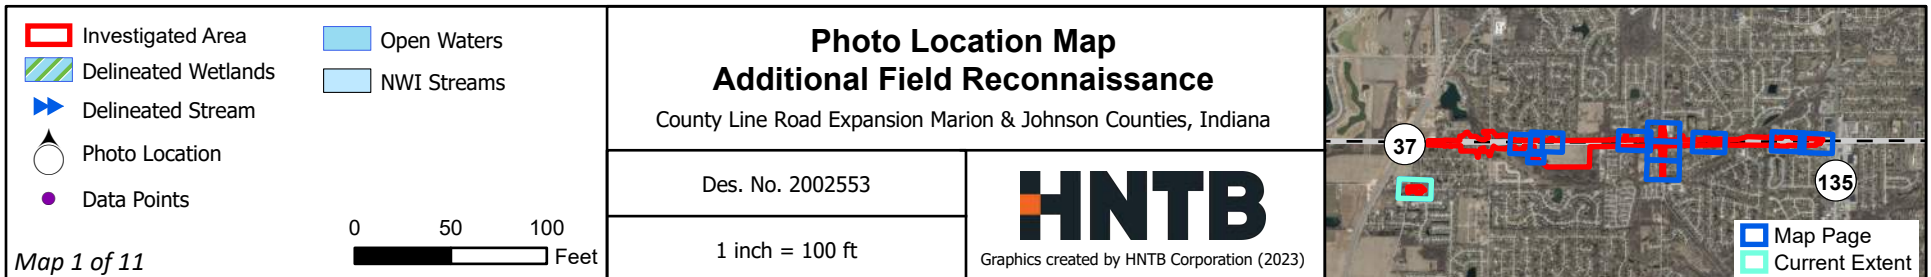 Investigated Area
Delineated Wetlands
Delineated Stream
Photo Location
Data Points
Open Waters
NWI Streams
0 50 100
Feet
Map 1 of 11
Photo Location Map
Additional Field Reconnaissance
County Line Road Expansion Marion & Johnson Counties, Indiana
Des. No. 2002553
1 inch = 100 ft
HNTB
Graphics created by HNTB Corporation (2023)
37
135
Map Page
Current Extent